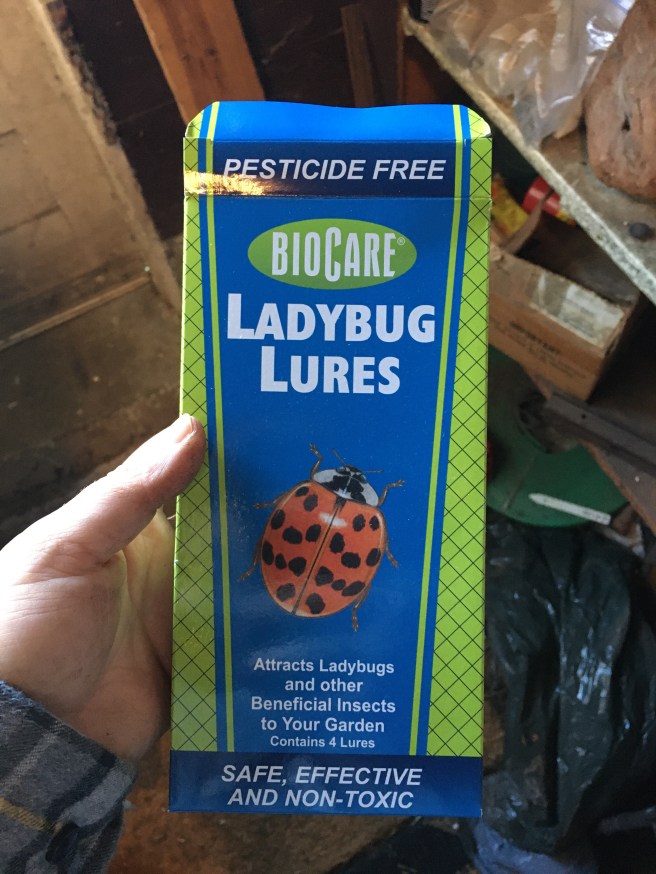 PESTICIDE FREE
BIOCARE®
LADYBUG
LURES
Attracts Ladybugs
and other
Beneficial Insects
to Your Garden
Contains 4 Lures
SAFE, EFFECTIVE
AND NON-TOXIC